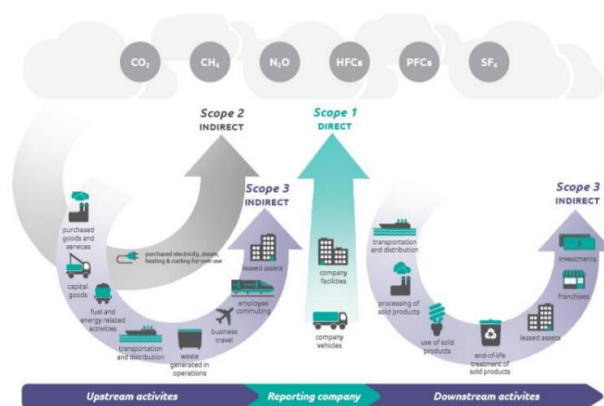 CO₂
CH₄
N₂O
HFCs
PFCs
SF₆
Scope 2
INDIRECT
Scope 1
DIRECT
Scope 3
INDIRECT
Scope 3
INDIRECT
purchased
goods and
services
capital
goods
fuel and
energy related
activities
transportation
and distribution
waste
generated in
operations
business
travel
employee
commuting
leased assets
purchased electricity, steam,
heating & cooling for own use
company
facilities
company
vehicles
transportation
and distribution
processing of
sold products
use of sold
products
end-of-life
treatment of
sold products
leased assets
franchises
investments
Upstream activites
Reporting company
Downstream activites